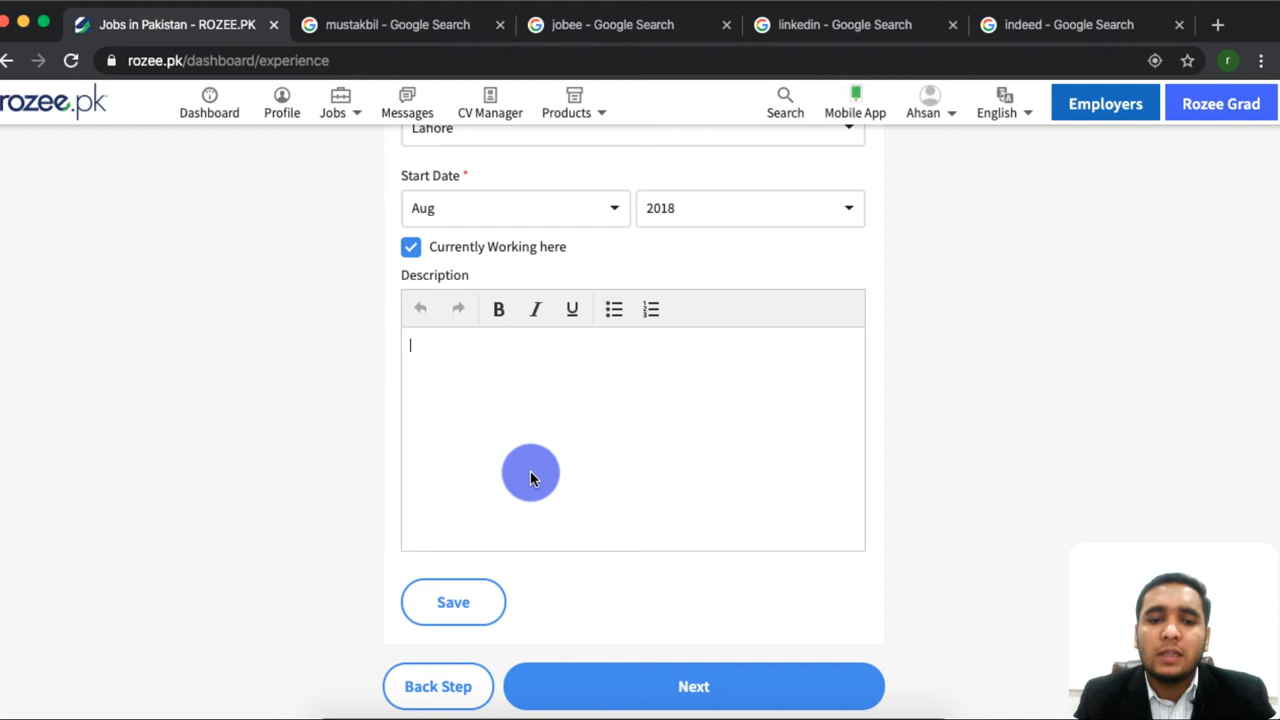 Jobs in Pakistan - ROZEE.PK
mustakbil - Google Search
jobee - Google Search
linkedin - Google Search
indeed - Google Search
rozee.pk/dashboard/experience
r
rozee.pk
Dashboard
Profile
Jobs
Messages
CV Manager
Products
Search
Mobile App
Ahsan
English
Employers
Rozee Grad
Lahore
Start Date *
Aug
2018
Currently Working here
Description
B I U
Save
Back Step
Next